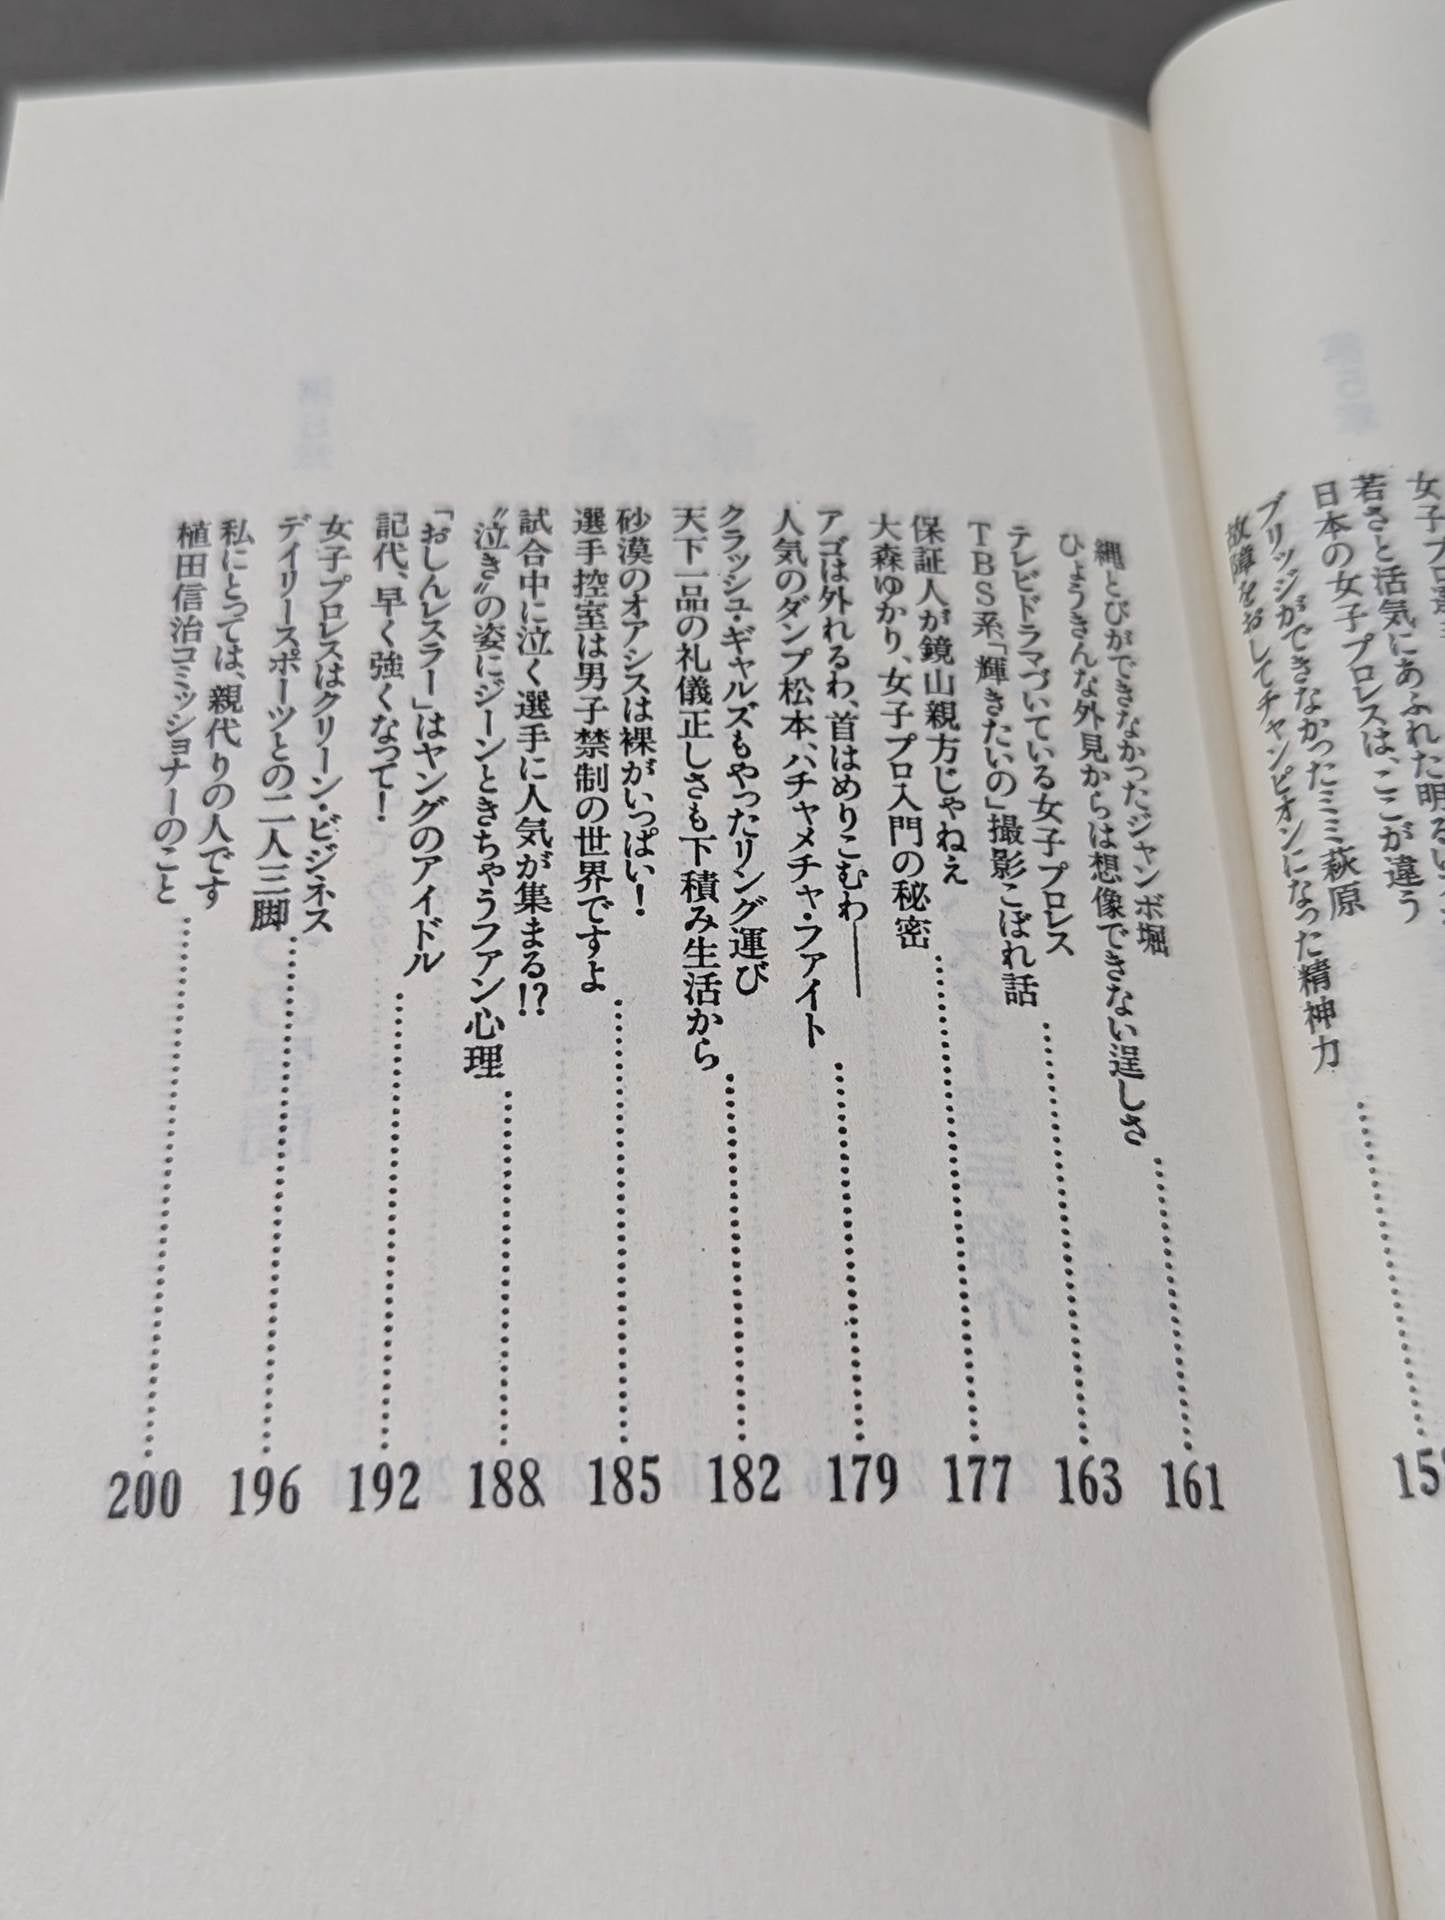 若さと活気にあふれた明るい
日本の女子プロレスは、ここが違う
ブリッジができなかったミミ萩原
故障をおしてチャンピオンになった精神力
縄とびができなかったジャンボ堀
ひょうきんな外見からは想像できない逞しさ
161
テレビドラマづいている女子プロレス
TBS系「輝きたいの」撮影こぼれ話
163
保証人が鏡山親方じゃねぇ
大森ゆかり、女子プロ入門の秘密
177
アゴは外れるわ、首はめりこむわ――
人気のダンプ松本、ハチャメチャ・ファイト
179
クラッシュ・ギャルズもやったリング運び
天下一品の礼儀正しさも下積み生活から
182
砂漠のオアシスは裸がいっぱい!
選手控室は男子禁制の世界ですよ
185
試合中に泣く選手に人気が集まる!?
〝泣き〟の姿にジーンときちゃうファン心理
188
「おしんレスラー」はヤングのアイドル
記代、早く強くなって!
192
女子プロレスはクリーン・ビジネス
デイリースポーツとの二人三脚
196
私にとっては、親代りの人です
植田信治コミッショナーのこと
200